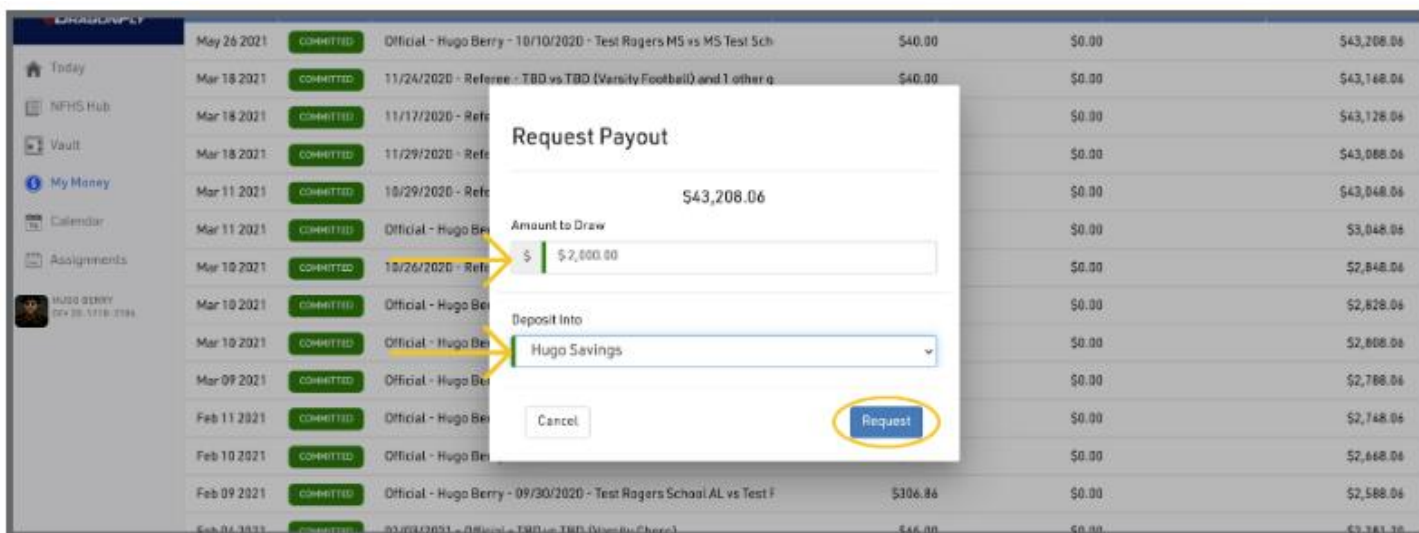 DRAGONFLY
May 26 2021 COMMITTED Official - Hugo Berry - 10/10/2020 - Test Rogers MS vs MS Test Sch $40.00 $0.00 $43,208.06
Today
Mar 18 2021 COMMITTED 11/24/2020 - Referee - TBD vs TBD (Varsity Football) and 1 other g $40.00 $0.00 $43,168.06
NFHS Hub
Mar 18 2021 COMMITTED 11/17/2020 - Refe $0.00 $43,128.06
Request Payout
Vault
Mar 18 2021 COMMITTED 11/29/2020 - Refe $0.00 $43,088.06
My Money
Mar 11 2021 COMMITTED 10/29/2020 - Refe $0.00 $43,048.06
$43,208.06
Calendar
Mar 11 2021 COMMITTED Official - Hugo Be $0.00 $3,048.06
Amount to Draw
$ $2,000.00
Assignments
Mar 10 2021 COMMITTED 10/26/2020 - Refe $0.00 $2,848.06
HUGO BERRY
Mar 10 2021 COMMITTED Official - Hugo Be $0.00 $2,828.06
Deposit Into
Mar 10 2021 COMMITTED Official - Hugo Be $0.00 $2,808.06
Hugo Savings
Mar 09 2021 COMMITTED Official - Hugo Be $0.00 $2,788.06
Feb 11 2021 COMMITTED Official - Hugo Be $0.00 $2,748.06
Cancel Request
Feb 10 2021 COMMITTED Official - Hugo Be $0.00 $2,668.06
Feb 09 2021 COMMITTED Official - Hugo Berry - 09/30/2020 - Test Rogers School AL vs Test F $306.86 $0.00 $2,588.06